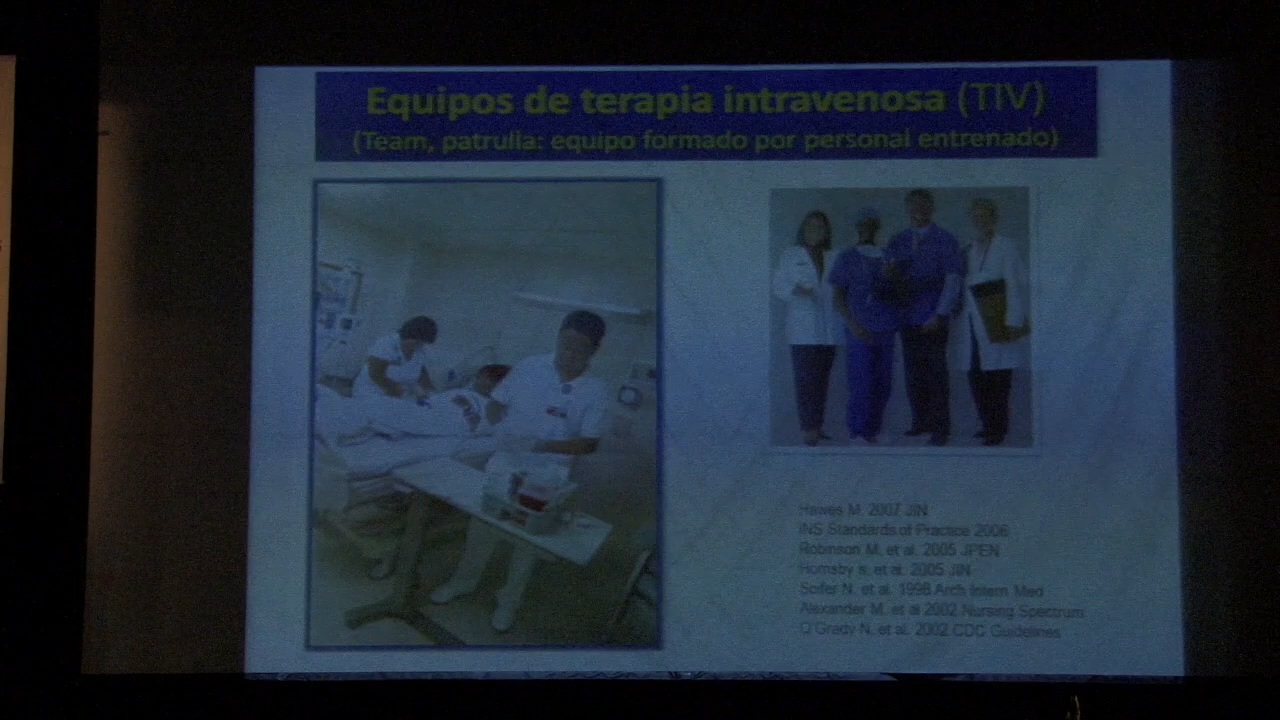 Equipos de terapia intravenosa (TIV)
(Team, patrulla: equipo formado por personal entrenado)
Hawes M. 2007 JIN
INS Standards of Practice 2006
Robinson M. et al. 2005 JPEN
Hornsby s. et al. 2005 JIN
Soifer N. et al. 1998 Arch Intern Med
Alexander M. et al 2002 Nursing Spectrum
O'Grady N. et al. 2002 CDC Guidelines